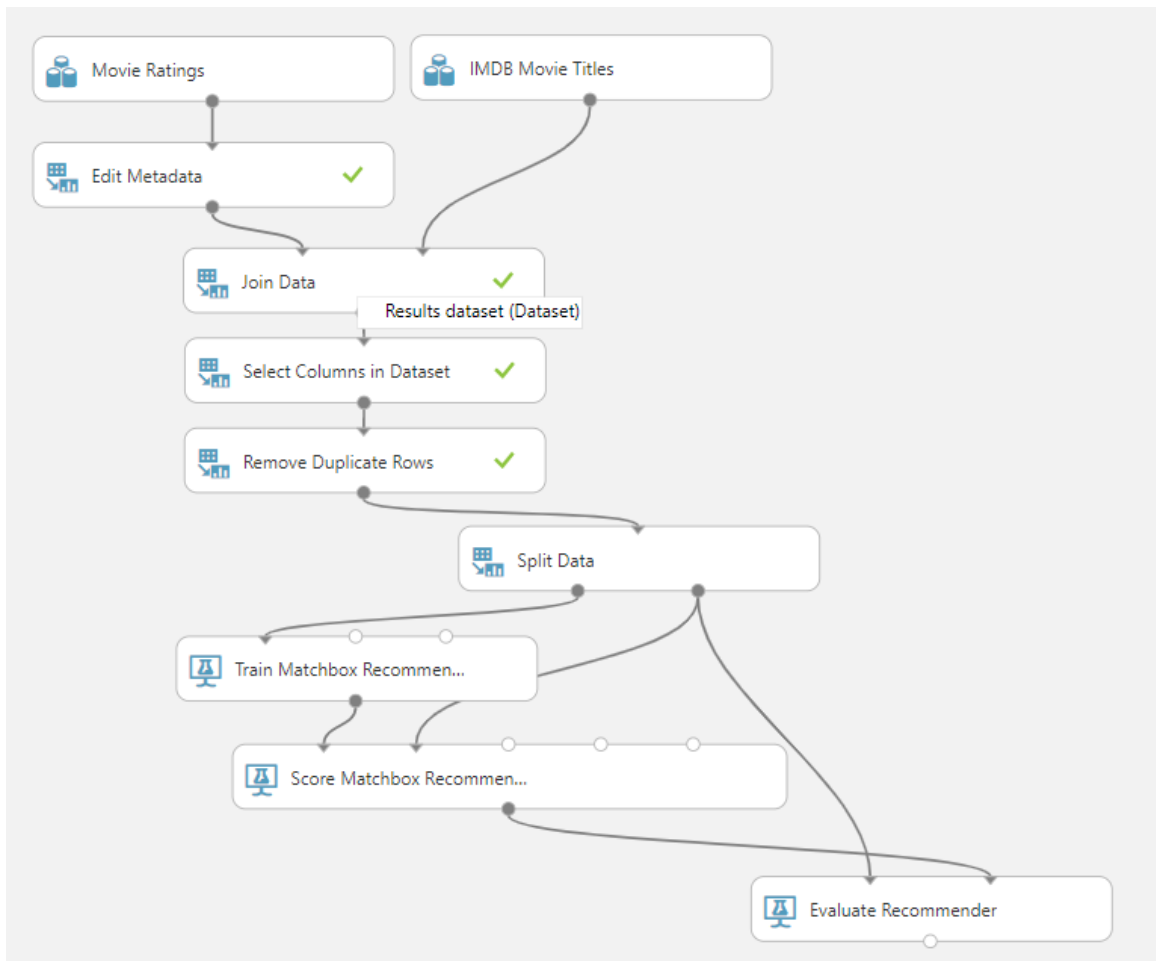 Movie Ratings
IMDB Movie Titles
Edit Metadata
Join Data
Results dataset (Dataset)
Select Columns in Dataset
Remove Duplicate Rows
Split Data
Train Matchbox Recommen...
Score Matchbox Recommen...
Evaluate Recommender